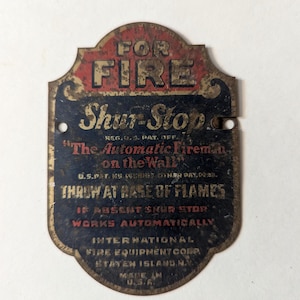 FOR
FIRE
Shur-Stop
REG. U.S. PAT. OFF.
"The Automatic Fireman
on the Wall"
U.S. PAT.
THROW AT BASE OF FLAMES
IF ABSENT SHUR STOP
WORKS AUTOMATICALLY
INTERNATIONAL
FIRE EQUIPMENT CORP.
STATEN ISLAND, N.Y.
MADE IN
U.S.A.